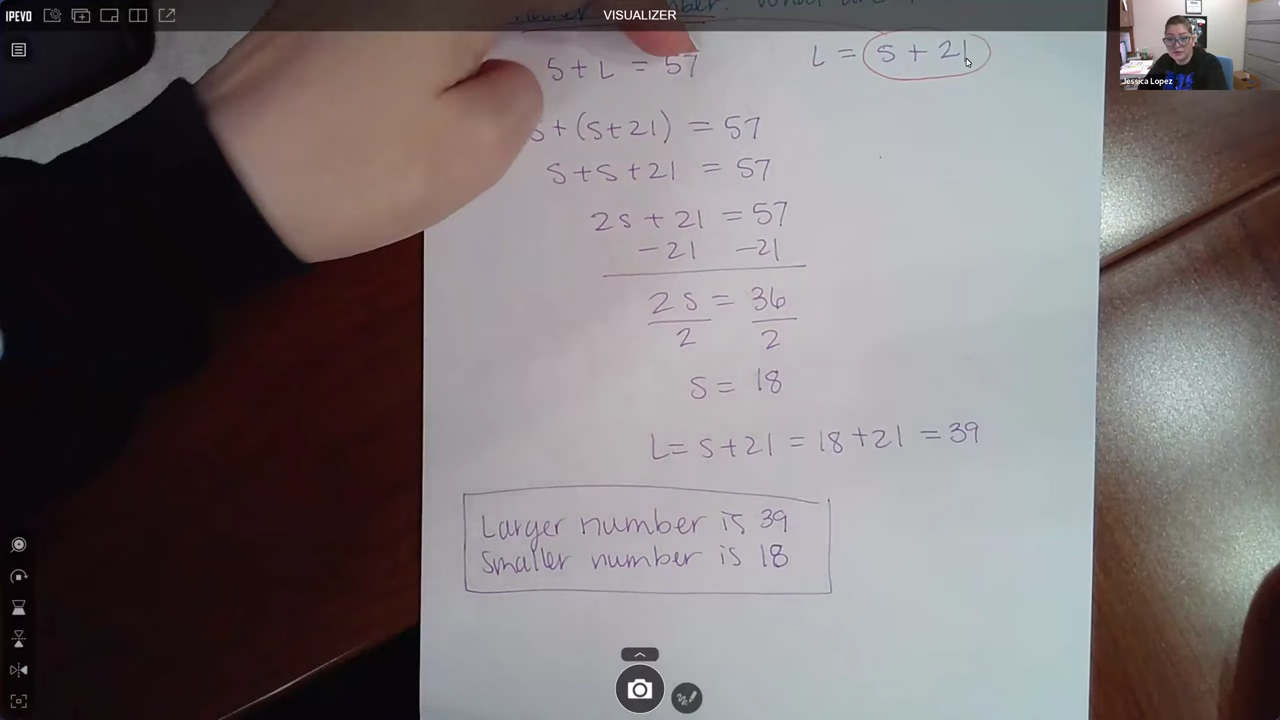 IPEVO
VISUALIZER
S + L = 57
L = S + 21
Jessica Lopez
+ (S+21) = 57
S+S+21 = 57
2S + 21 = 57
-21 -21
2S = 36
2 2
S = 18
L = S+21 = 18+21 = 39
Larger number is 39
Smaller number is 18